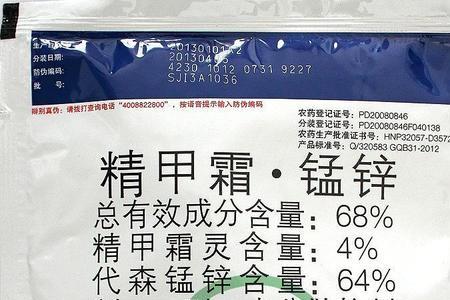 生产日期: 20130101A2
分装日期: 20130405
防伪编码: 4230 1012 0731 9227
批 号: SJI3A1036
辨别真伪: 请拨打查询电话“4008822800”, 按语音提示输入防伪编码
农药登记证号: PD20080846
分装登记证号: PD20080846F040138
农药生产批准证书号: HNP32057-D3572
产品标准号: Q/320583 GQB31-2012
精甲霜·锰锌
总有效成分含量: 68%
精甲霜灵含量: 4%
代森锰锌含量: 64%